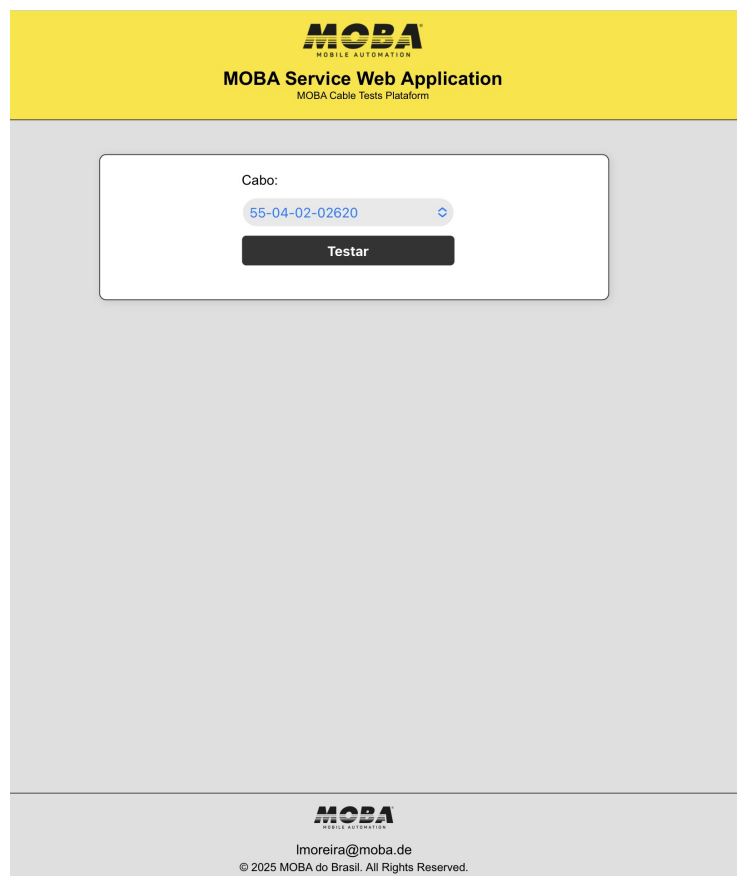 MOBA
MOBILE AUTOMATION
MOBA Service Web Application
MOBA Cable Tests Plataform
Cabo:
55-04-02-02620
Testar
MOBA
MOBILE AUTOMATION
lmoreira@moba.de
© 2025 MOBA do Brasil. All Rights Reserved.